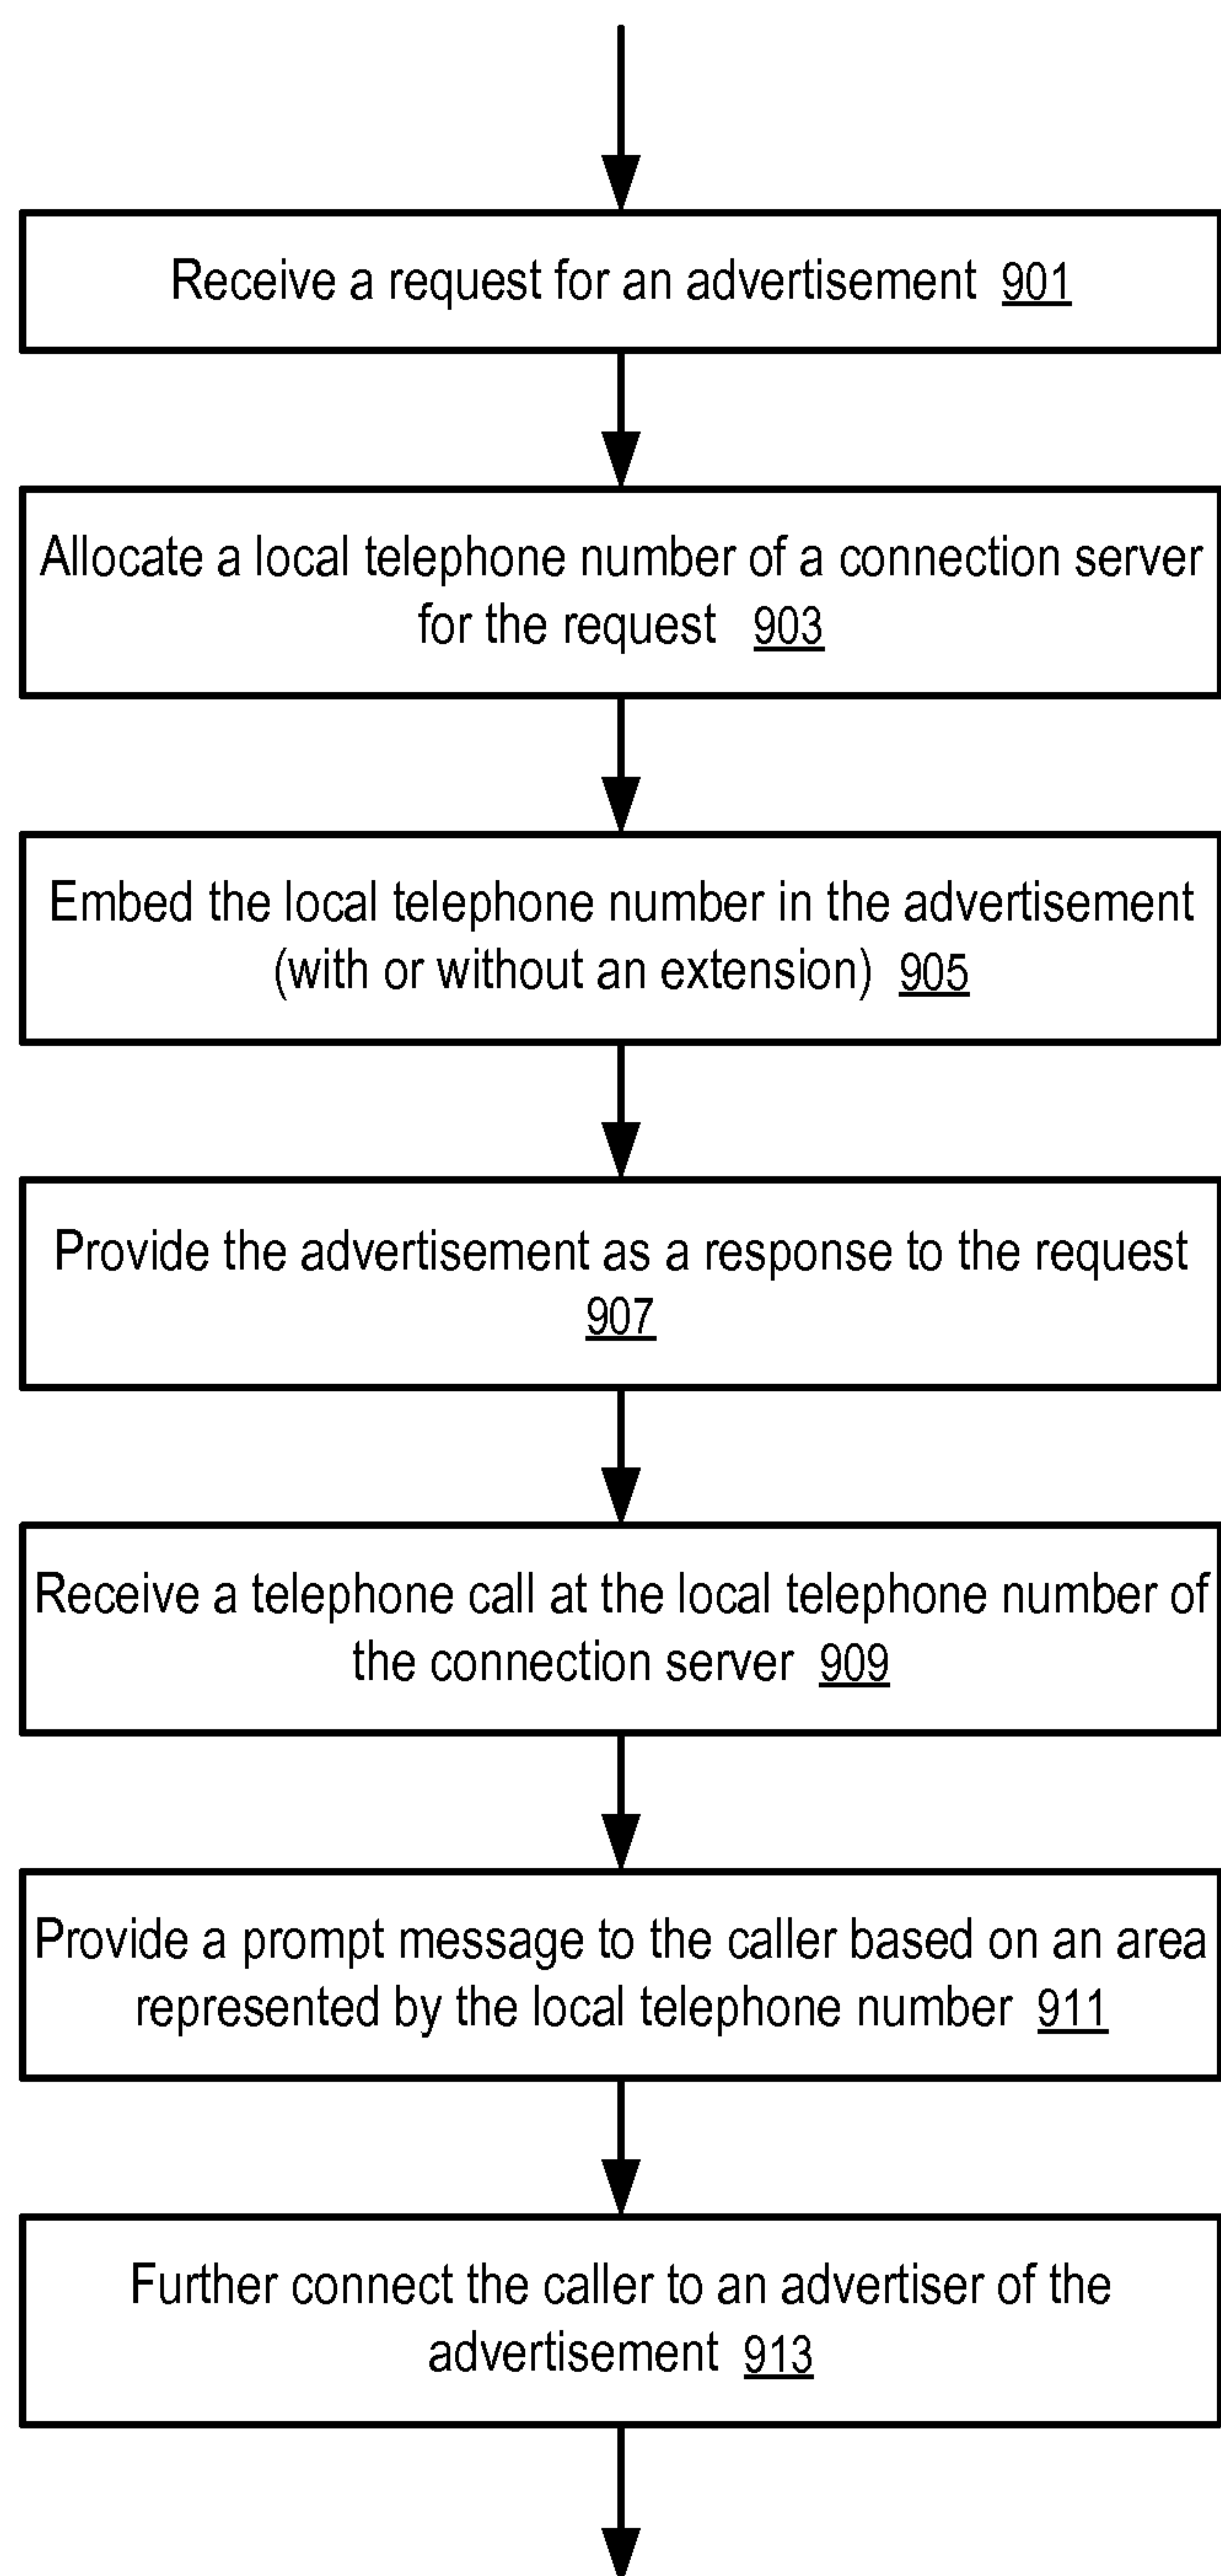 Receive a request for an advertisement 901
Allocate a local telephone number of a connection server
for the request 903
Embed the local telephone number in the advertisement
(with or without an extension) 905
Provide the advertisement as a response to the request
907
Receive a telephone call at the local telephone number of
the connection server 909
Provide a prompt message to the caller based on an area
represented by the local telephone number 911
Further connect the caller to an advertiser of the
advertisement 913